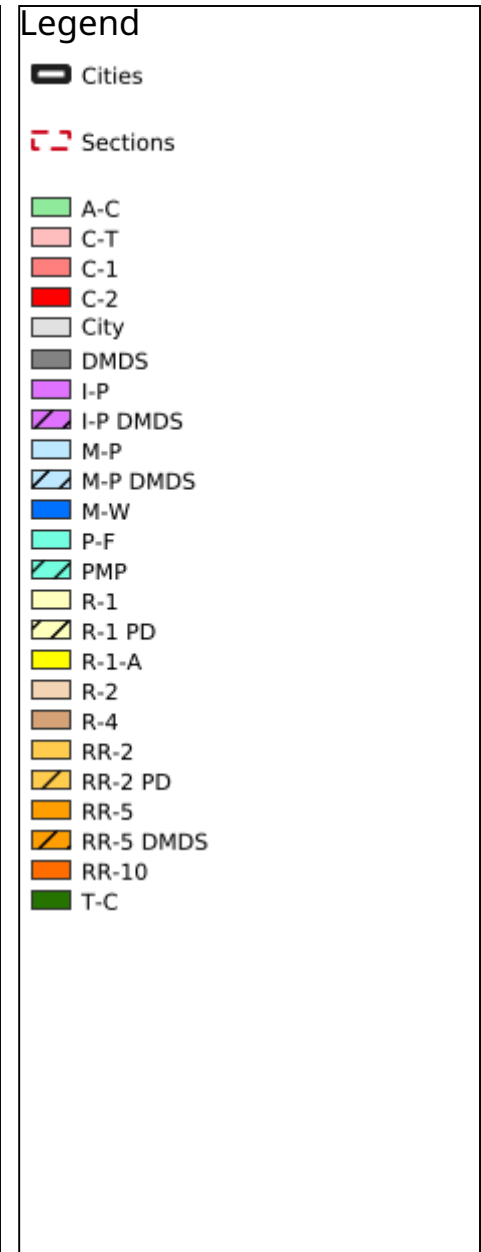 Legend
Cities
Sections
A-C
C-T
C-1
C-2
City
DMDS
I-P
I-P DMDS
M-P
M-P DMDS
M-W
P-F
PMP
R-1
R-1 PD
R-1-A
R-2
R-4
RR-2
RR-2 PD
RR-5
RR-5 DMDS
RR-10
T-C